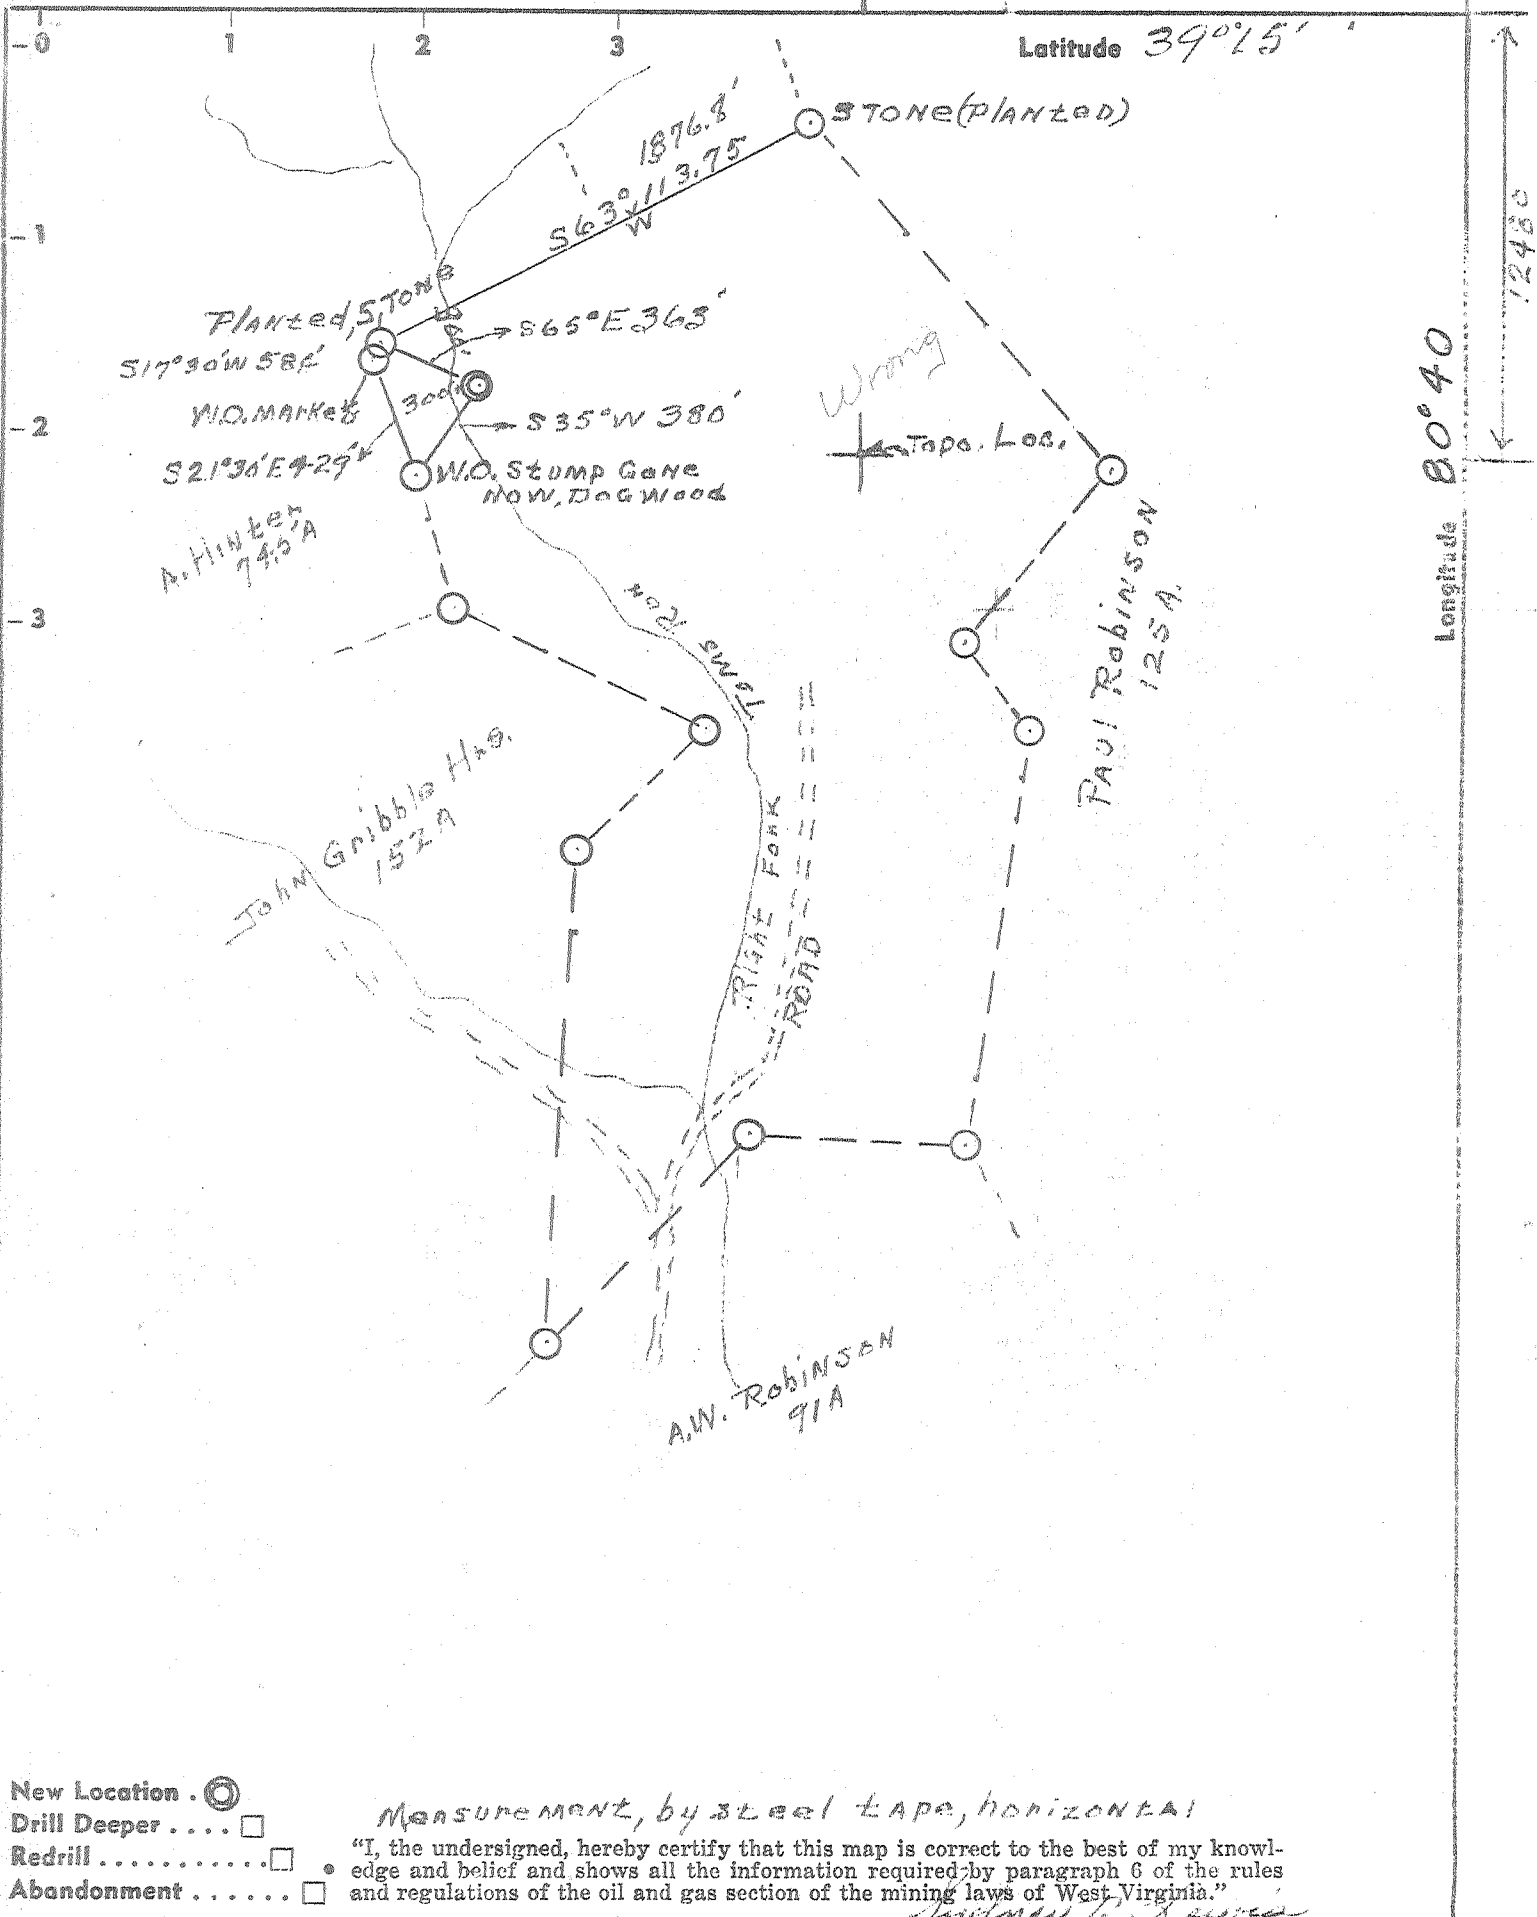 -0 1 2 3 Latitude 39°15'
STONE (PLANTED)
1876.8'
S63°W 113.75
-1
12480
Planted, STONE
S65°E 363'
S17°30'W 58'
Wrong
W.O. MARKed
300'
S35°W 380'
-2
Topo. Loc.
Longitude 80°40
S21°30'E 429'
W.O. Stump Gone
NOW, DOGWOOD
A. Hinter
74.5 A
-3
TOMS RUN
PAUL RobiNSON
125 A.
John Gribble Hrs.
152 A
RIGHT FORK
ROAD
A.W. RobiNSON
91 A
New Location .
Drill Deeper ....
Redrill ...........
Abandonment ......
MeasureMENT, by steel tApe, horizontal
"I, the undersigned, hereby certify that this map is correct to the best of my knowl-
edge and belief and shows all the information required by paragraph 6 of the rules
and regulations of the oil and gas section of the mining laws of West Virginia."